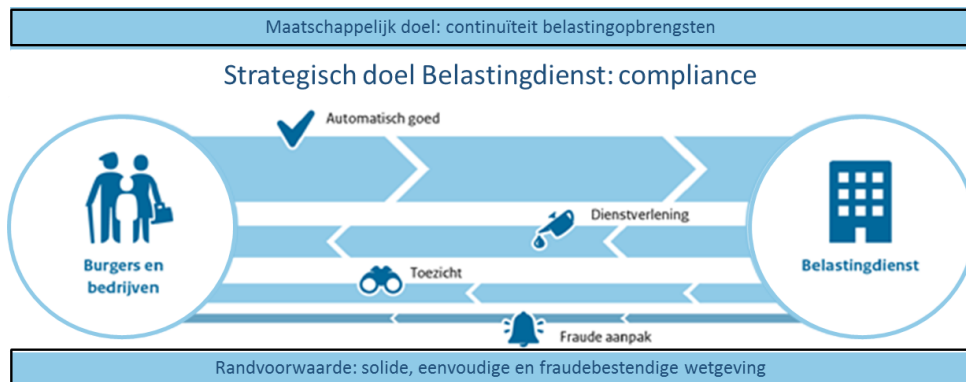 Maatschappelijk doel: continuïteit belastingopbrengsten
Strategisch doel Belastingdienst: compliance
Automatisch goed
Dienstverlening
Burgers en
bedrijven
Belastingdienst
Toezicht
Fraude aanpak
Randvoorwaarde: solide, eenvoudige en fraudebestendige wetgeving